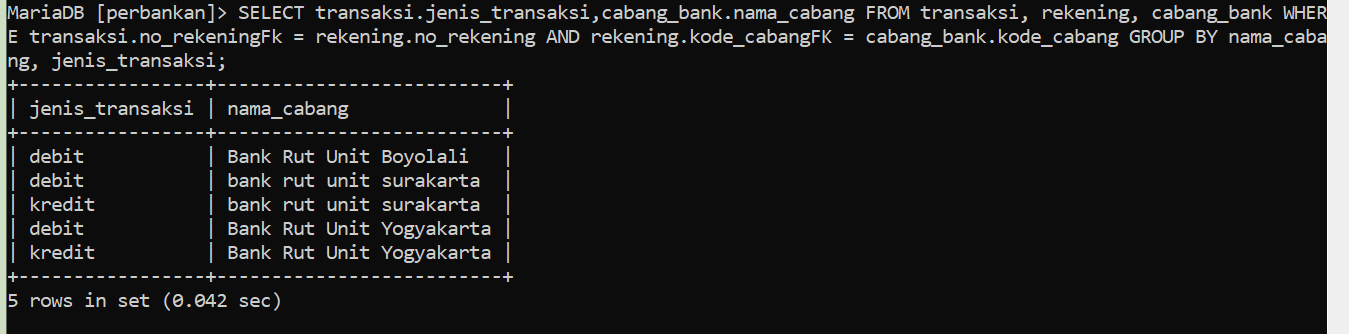 MariaDB [perbankan]> SELECT transaksi.jenis_transaksi,cabang_bank.nama_cabang FROM transaksi, rekening, cabang_bank WHER
E transaksi.no_rekeningFk = rekening.no_rekening AND rekening.kode_cabangFK = cabang_bank.kode_cabang GROUP BY nama_caba
ng, jenis_transaksi;
+-----------------+--------------------------+
| jenis_transaksi | nama_cabang              |
+-----------------+--------------------------+
| debit           | Bank Rut Unit Boyolali   |
| debit           | bank rut unit surakarta  |
| kredit          | bank rut unit surakarta  |
| debit           | Bank Rut Unit Yogyakarta |
| kredit          | Bank Rut Unit Yogyakarta |
+-----------------+--------------------------+
5 rows in set (0.042 sec)